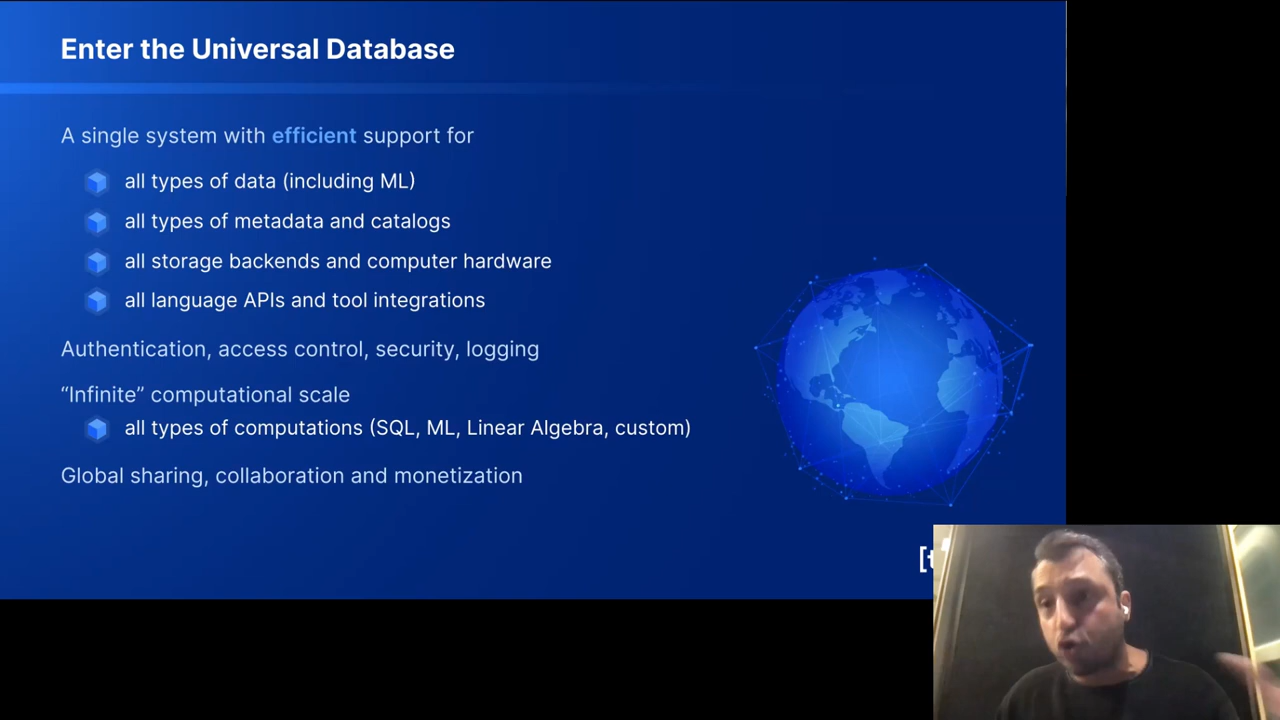 Enter the Universal Database
A single system with efficient support for
all types of data (including ML)
all types of metadata and catalogs
all storage backends and computer hardware
all language APIs and tool integrations
Authentication, access control, security, logging
“Infinite” computational scale
all types of computations (SQL, ML, Linear Algebra, custom)
Global sharing, collaboration and monetization